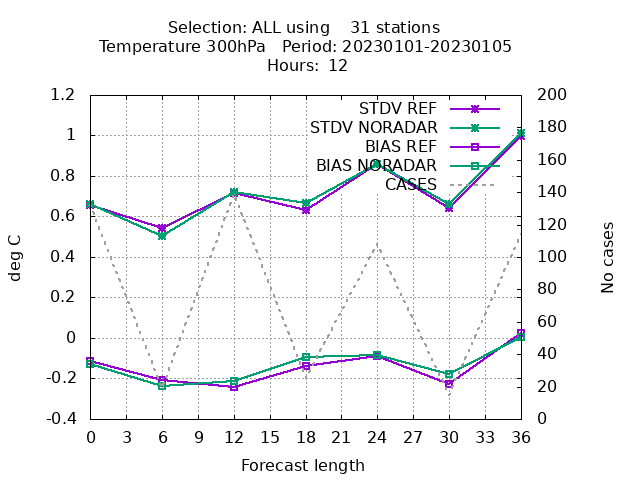 Selection: ALL using    31 stations
Temperature 300hPa   Period: 20230101-20230105
Hours: 12
1.2
1
0.8
0.6
0.4
0.2
0
-0.2
-0.4
deg C
STDV REF
STDV NORADAR
BIAS REF
BIAS NORADAR
CASES
200
180
160
140
120
100
80
60
40
20
0
No cases
0 3 6 9 12 15 18 21 24 27 30 33 36
Forecast length